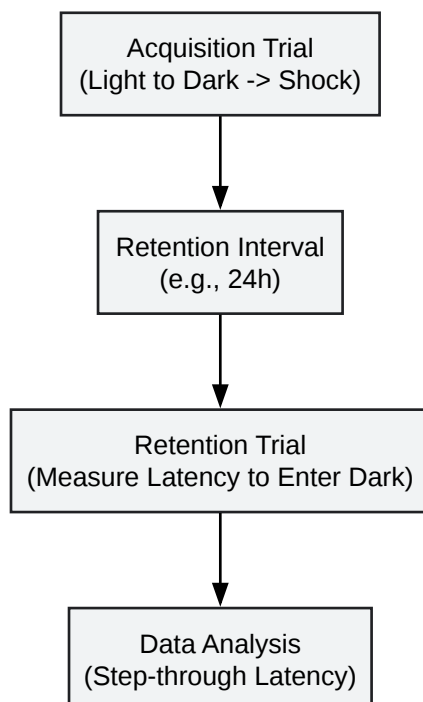 Acquisition Trial
(Light to Dark -> Shock)
Retention Interval
(e.g., 24h)
Retention Trial
(Measure Latency to Enter Dark)
Data Analysis
(Step-through Latency)